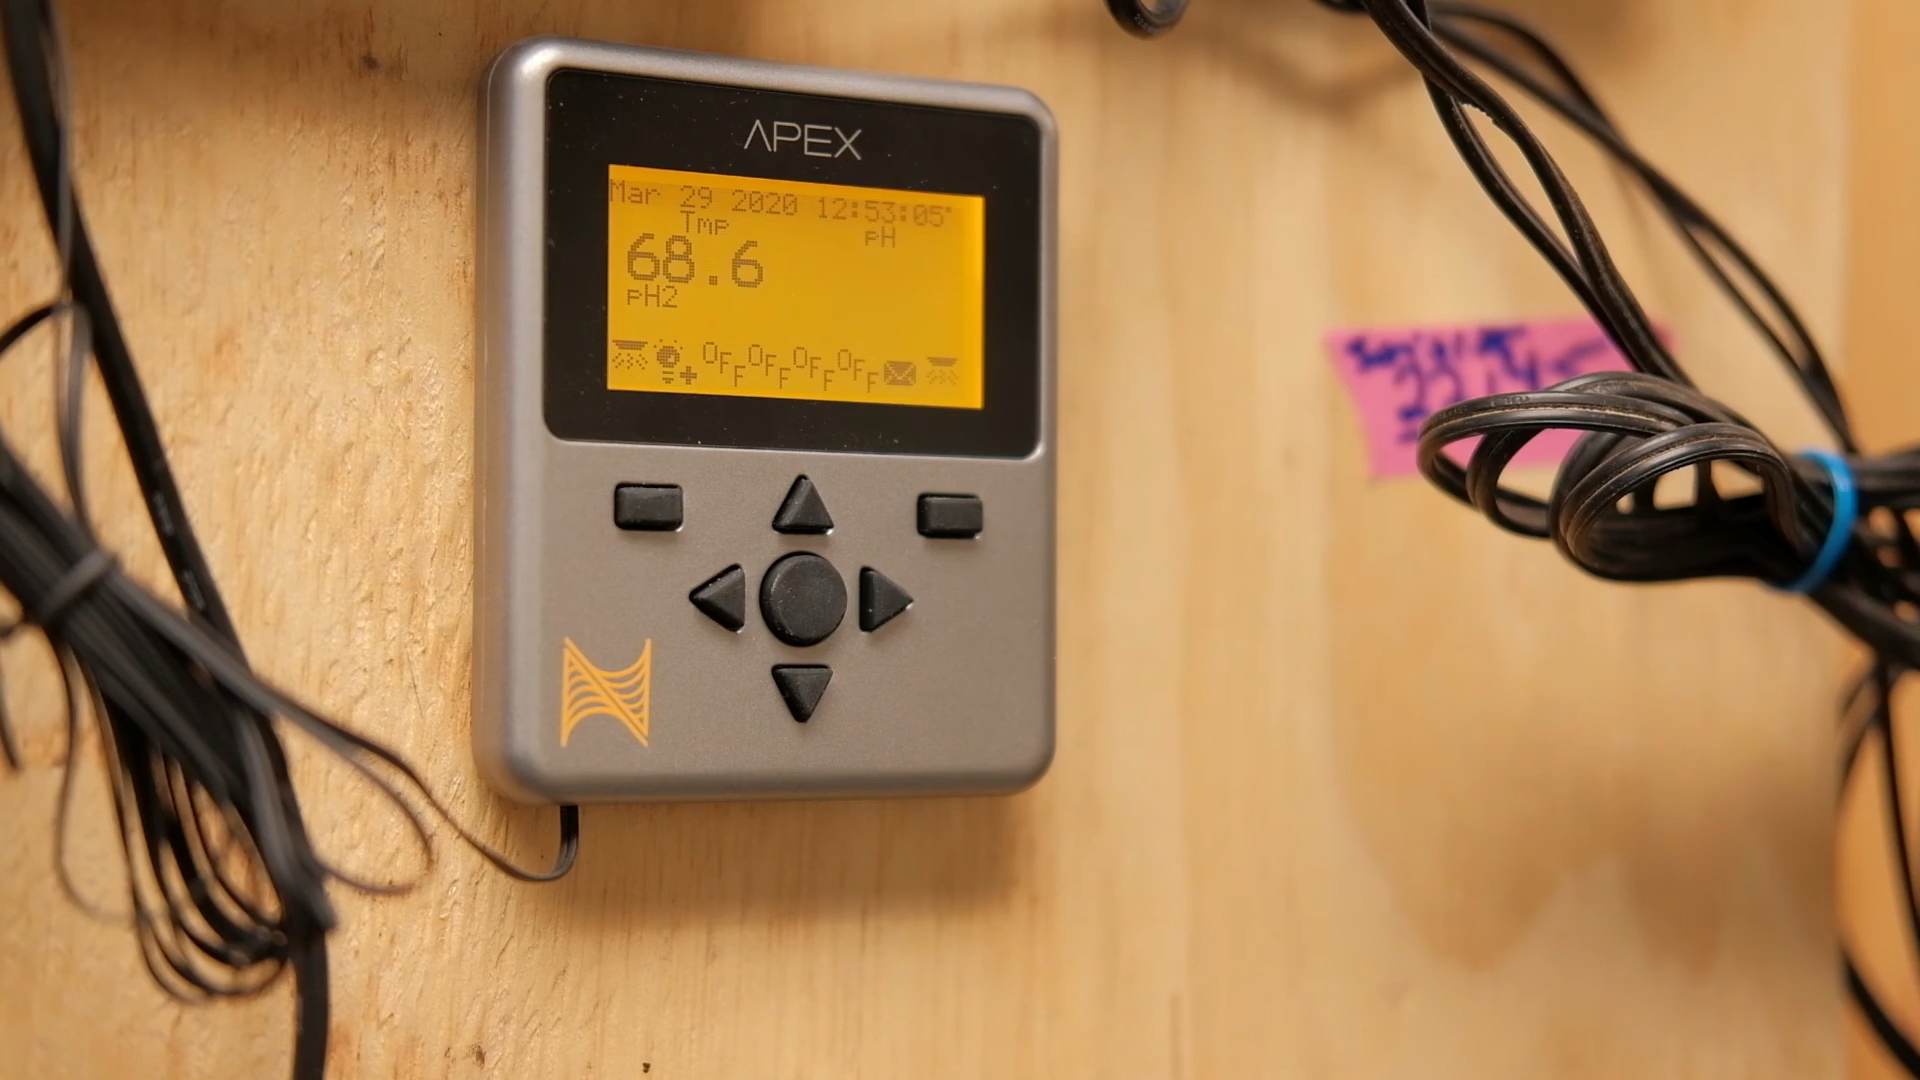 APEX
Mar 29 2020 12:53:05
Tmp pH
68.6
pH2
OFF OFF OFF OFF